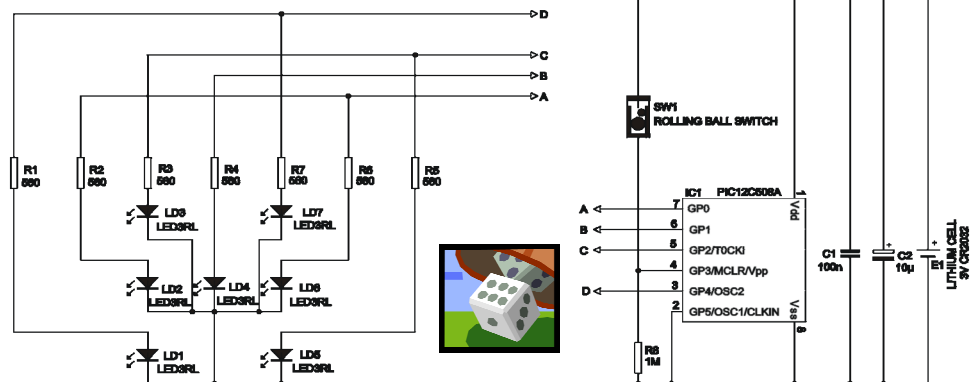 D
C
B
A
SW1
ROLLING BALL SWITCH
R1
560
R2
560
R3
560
R4
560
R7
560
R6
560
R5
560
IC1 PIC12C508A
LD3
LED3RL
LD7
LED3RL
A
B
C
D
7
6
5
4
3
2
GP0
GP1
GP2/T0CKI
GP3/MCLR/Vpp
GP4/OSC2
GP5/OSC1/CLKIN
1
Vdd
Vss
8
C1
100n
+
C2
10µ
+
E1
LITHIUM CELL
3V CR2032
LD2
LED3RL
LD4
LED3RL
LD6
LED3RL
LD1
LED3RL
LD5
LED3RL
R8
1M